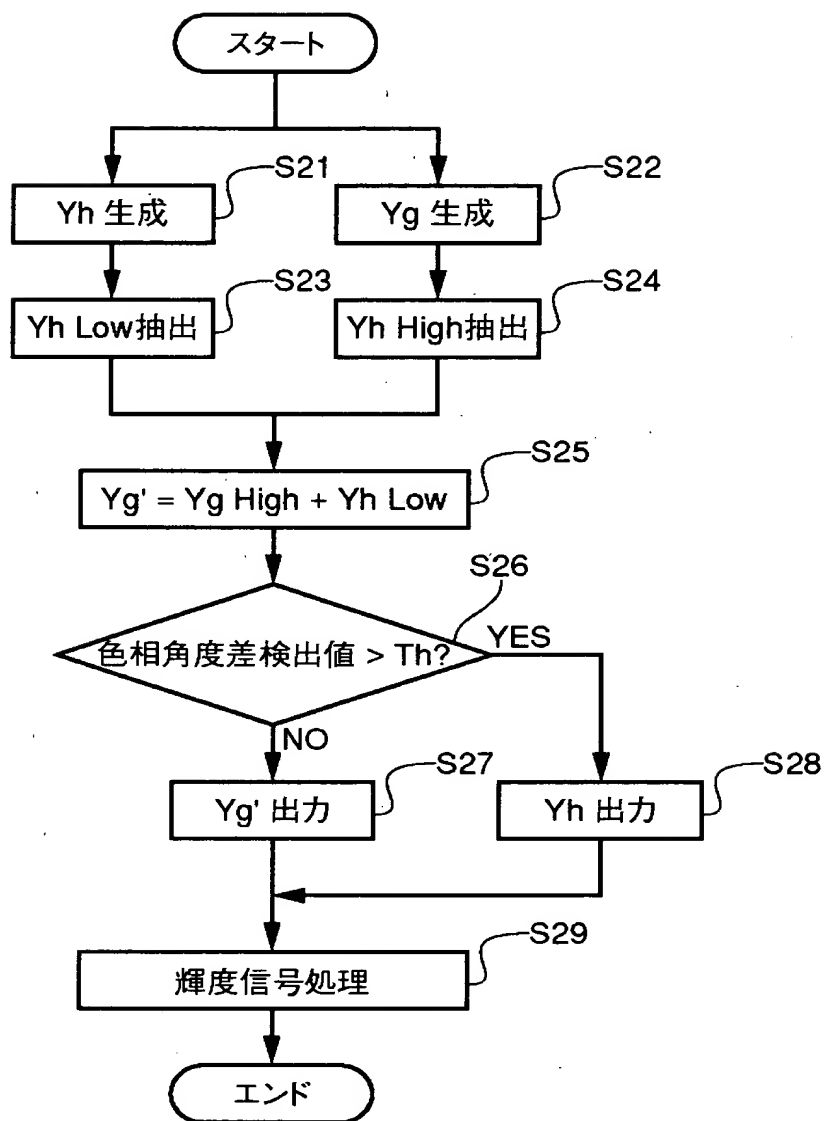 スタート
S21
S22
Yh 生成
Yg 生成
S23
S24
Yh Low抽出
Yh High抽出
S25
Yg' = Yg High + Yh Low
S26
色相角度差検出値 > Th?
YES
NO
S27
S28
Yg' 出力
Yh 出力
S29
輝度信号処理
エンド